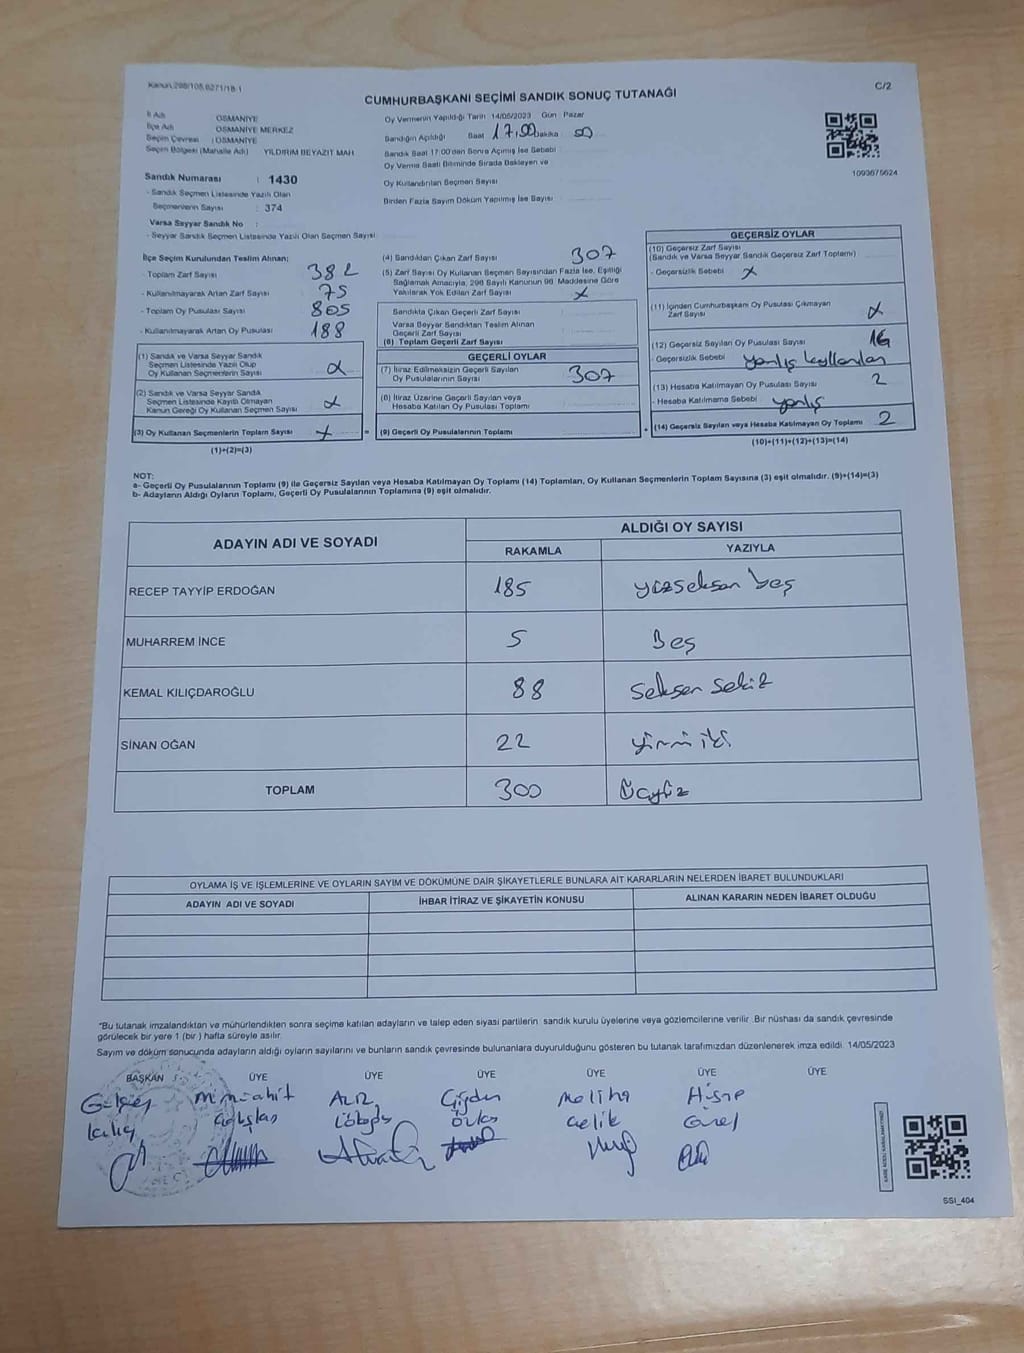 Kanun:298/105,6271/18-1
C/2
CUMHURBAŞKANI SEÇİMİ SANDIK SONUÇ TUTANAĞI
İl Adı : OSMANİYE
İlçe Adı : OSMANİYE MERKEZ
Seçim Çevresi : OSMANİYE
Seçim Bölgesi (Mahalle Adı) : YILDIRIM BEYAZIT MAH
Sandık Numarası : 1430
- Sandık Seçmen Listesinde Yazılı Olan
Seçmenlerin Sayısı : 374
Varsa Seyyar Sandık No :
- Seyyar Sandık Seçmen Listesinde Yazılı Olan Seçmen Sayısı:
Oy Vermenin Yapıldığı Tarih 14/05/2023 Gün Pazar
Sandığın Açıldığı Saat 17,00 Dakika 00
Sandık Saat 17:00'den Sonra Açılmış İse Sebebi
Oy Verme Saati Bitiminde Sırada Bekleyen ve
Oy Kullandırılan Seçmen Sayısı
Birden Fazla Sayım Döküm Yapılmış İse Sayısı
1093676624
İlçe Seçim Kurulundan Teslim Alınan;
- Toplam Zarf Sayısı 382
- Kullanılmayarak Artan Zarf Sayısı 75
- Toplam Oy Pusulası Sayısı 805
- Kullanılmayarak Artan Oy Pusulası 188
(1) Sandık ve Varsa Seyyar Sandık
Seçmen Listesinde Yazılı Olup
Oy Kullanan Seçmenlerin Sayısı
(2) Sandık ve Varsa Seyyar Sandık
Seçmen Listesinde Kayıtlı Olmayan
Kanun Gereği Oy Kullanan Seçmen Sayısı
(3) Oy Kullanan Seçmenlerin Toplam Sayısı
(1)+(2)=(3)
(4) Sandıktan Çıkan Zarf Sayısı 307
(5) Zarf Sayısı Oy Kullanan Seçmen Sayısından Fazla İse, Eşitliği
Sağlamak Amacıyla, 298 Sayılı Kanunun 98. Maddesine Göre
Yakılarak Yok Edilen Zarf Sayısı x
Sandıkta Çıkan Geçerli Zarf Sayısı
Varsa Seyyar Sandıktan Teslim Alınan
Geçerli Zarf Sayısı
(6) Toplam Geçerli Zarf Sayısı
GEÇERLİ OYLAR
(7) İtiraz Edilmeksizin Geçerli Sayılan
Oy Pusulalarının Sayısı 307
(8) İtiraz Üzerine Geçerli Sayılan veya
Hesaba Katılan Oy Pusulası Toplamı
= (9) Geçerli Oy Pusulalarının Toplamı +
GEÇERSİZ OYLAR
(10) Geçersiz Zarf Sayısı
(Sandık ve Varsa Seyyar Sandık Geçersiz Zarf Toplamı)
- Geçersizlik Sebebi x
(11) İçinden Cumhurbaşkanı Oy Pusulası Çıkmayan
Zarf Sayısı
(12) Geçersiz Sayılan Oy Pusulası Sayısı 16
- Geçersizlik Sebebi yanlış kullanılan
(13) Hesaba Katılmayan Oy Pusulası Sayısı 2
- Hesaba Katılmama Sebebi yanlış
(14) Geçersiz Sayılan veya Hesaba Katılmayan Oy Toplamı 2
(10)+(11)+(12)+(13)=(14)
NOT:
a- Geçerli Oy Pusulalarının Toplamı (9) ile Geçersiz Sayılan veya Hesaba Katılmayan Oy Toplamı (14) Toplamları, Oy Kullanan Seçmenlerin Toplam Sayısına (3) eşit olmalıdır. (9)+(14)=(3)
b- Adayların Aldığı Oyların Toplamı, Geçerli Oy Pusulalarının Toplamına (9) eşit olmalıdır.
ADAYIN ADI VE SOYADI
ALDIĞI OY SAYISI
RAKAMLA YAZIYLA
RECEP TAYYİP ERDOĞAN 185 yüzseksen beş
MUHARREM İNCE 5 Beş
KEMAL KILIÇDAROĞLU 88 Seksen sekiz
SİNAN OĞAN 22 yirmi iki
TOPLAM 300 Üçyüz
OYLAMA İŞ VE İŞLEMLERİNE VE OYLARIN SAYIM VE DÖKÜMÜNE DAİR ŞİKAYETLERLE BUNLARA AİT KARARLARIN NELERDEN İBARET BULUNDUKLARI
ADAYIN ADI VE SOYADI İHBAR İTİRAZ VE ŞİKAYETİN KONUSU ALINAN KARARIN NEDEN İBARET OLDUĞU
*Bu tutanak imzalandıktan ve mühürlendikten sonra seçime katılan adayların ve talep eden siyasi partilerin sandık kurulu üyelerine veya gözlemcilerine verilir. Bir nüshası da sandık çevresinde
görülecek bir yere 1 (bir) hafta süreyle asılır.
Sayım ve döküm sonucunda adayların aldığı oyların sayılarını ve bunların sandık çevresinde bulunanlara duyurulduğunu gösteren bu tutanak tarafımızdan düzenlenerek imza edildi. 14/05/2023
BAŞKAN ÜYE ÜYE ÜYE ÜYE ÜYE ÜYE
Aziz Çiğdem Meliha
Kılıç Çelik Gürel
SSI_404